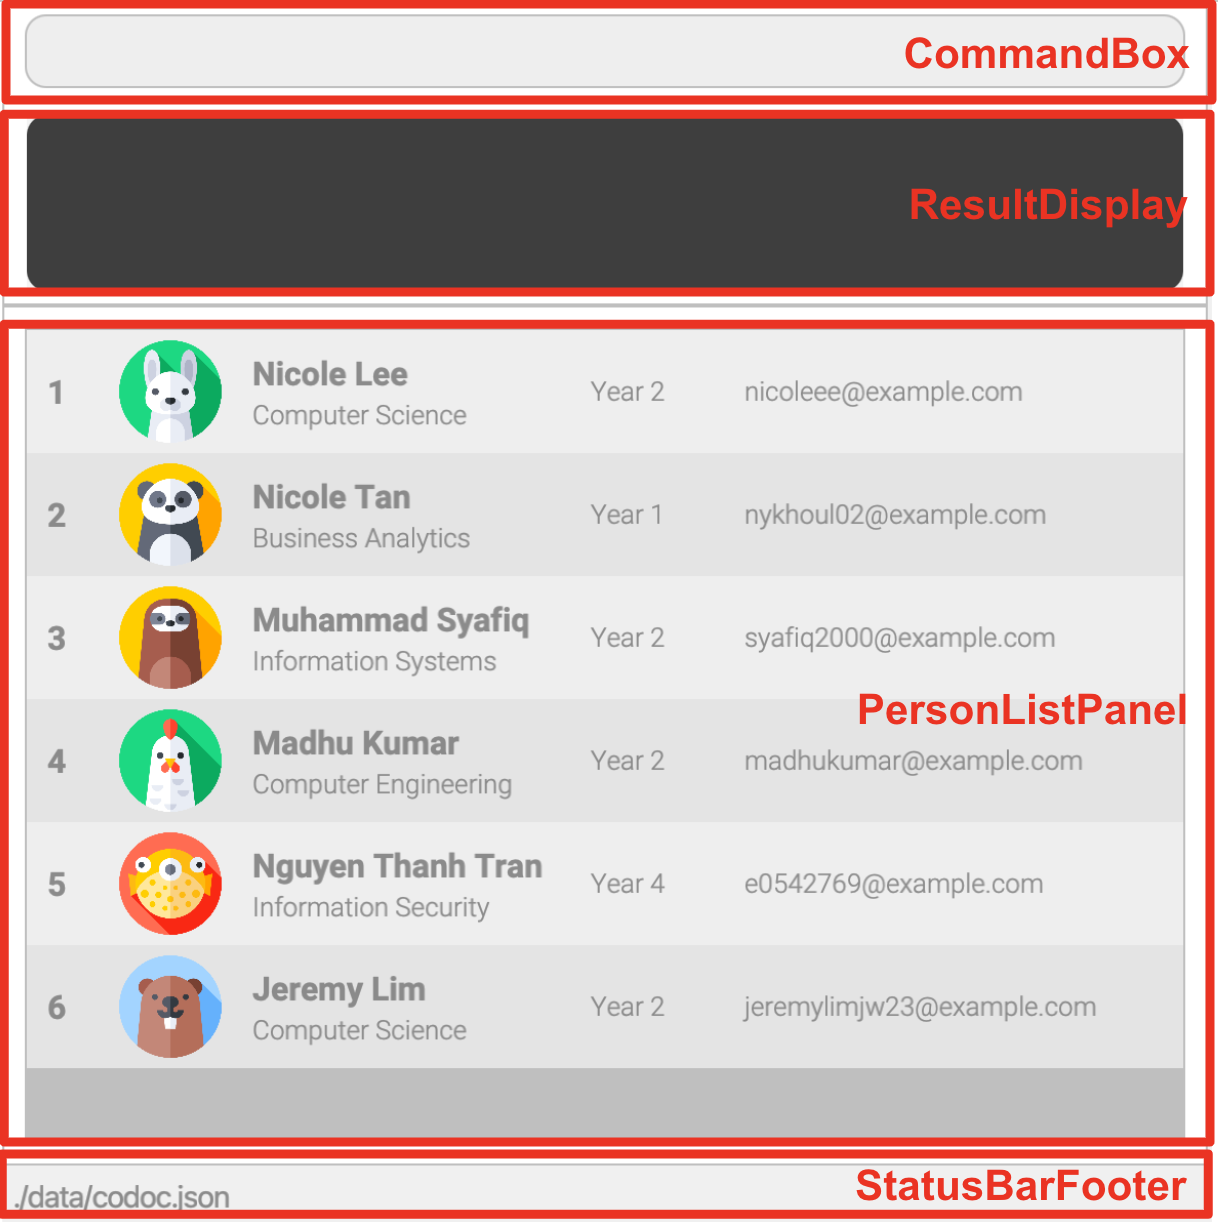 CommandBox
ResultDisplay
1 Nicole Lee Year 2 nicoleee@example.com
Computer Science
2 Nicole Tan Year 1 nykhoul02@example.com
Business Analytics
3 Muhammad Syafiq Year 2 syafiq2000@example.com
Information Systems
PersonListPanel
4 Madhu Kumar Year 2 madhukumar@example.com
Computer Engineering
5 Nguyen Thanh Tran Year 4 e0542769@example.com
Information Security
6 Jeremy Lim Year 2 jeremylimjw23@example.com
Computer Science
./data/codoc.json StatusBarFooter